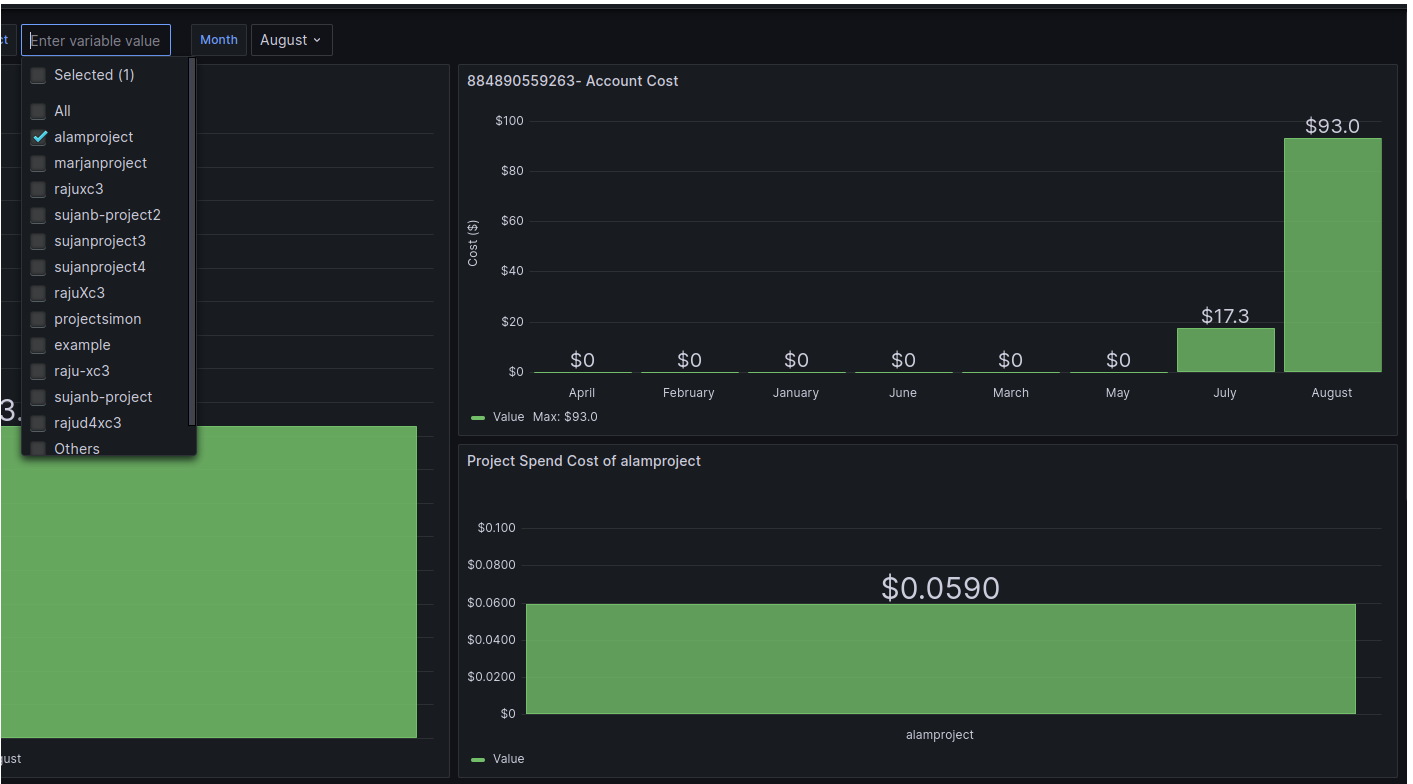 ct
Enter variable value
Month
August
Selected (1)
All
alamproject
marjanproject
rajuxc3
sujanb-project2
sujanproject3
sujanproject4
rajuXc3
projectsimon
example
raju-xc3
sujanb-project
rajud4xc3
Others
3.
gust
884890559263- Account Cost
Cost ($)
$100
$80
$60
$40
$20
$0
$0
$0
$0
$0
$0
$0
$17.3
$93.0
April
February
January
June
March
May
July
August
Value Max: $93.0
Project Spend Cost of alamproject
$0.100
$0.0800
$0.0600
$0.0400
$0.0200
$0
$0.0590
alamproject
Value